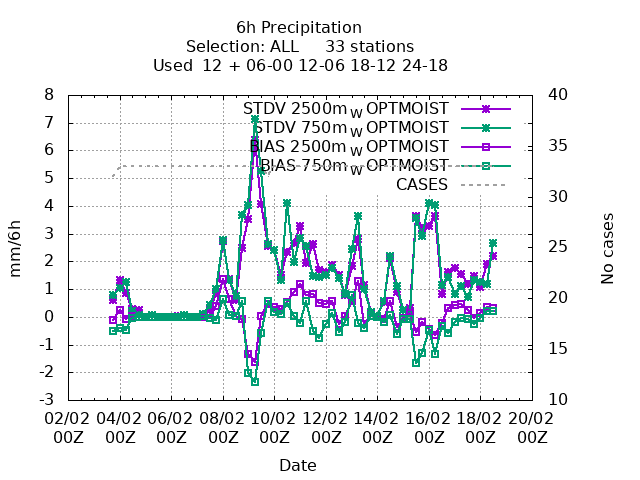 6h Precipitation
Selection: ALL 33 stations
Used 12 + 06-00 12-06 18-12 24-18
STDV 2500m w OPTMOIST
STDV 750m w OPTMOIST
BIAS 2500m w OPTMOIST
BIAS 750m w OPTMOIST
CASES
mm/6h
8
7
6
5
4
3
2
1
0
-1
-2
-3
No cases
40
35
30
25
20
15
10
02/02 04/02 06/02 08/02 10/02 12/02 14/02 16/02 18/02 20/02
00Z 00Z 00Z 00Z 00Z 00Z 00Z 00Z 00Z 00Z
Date